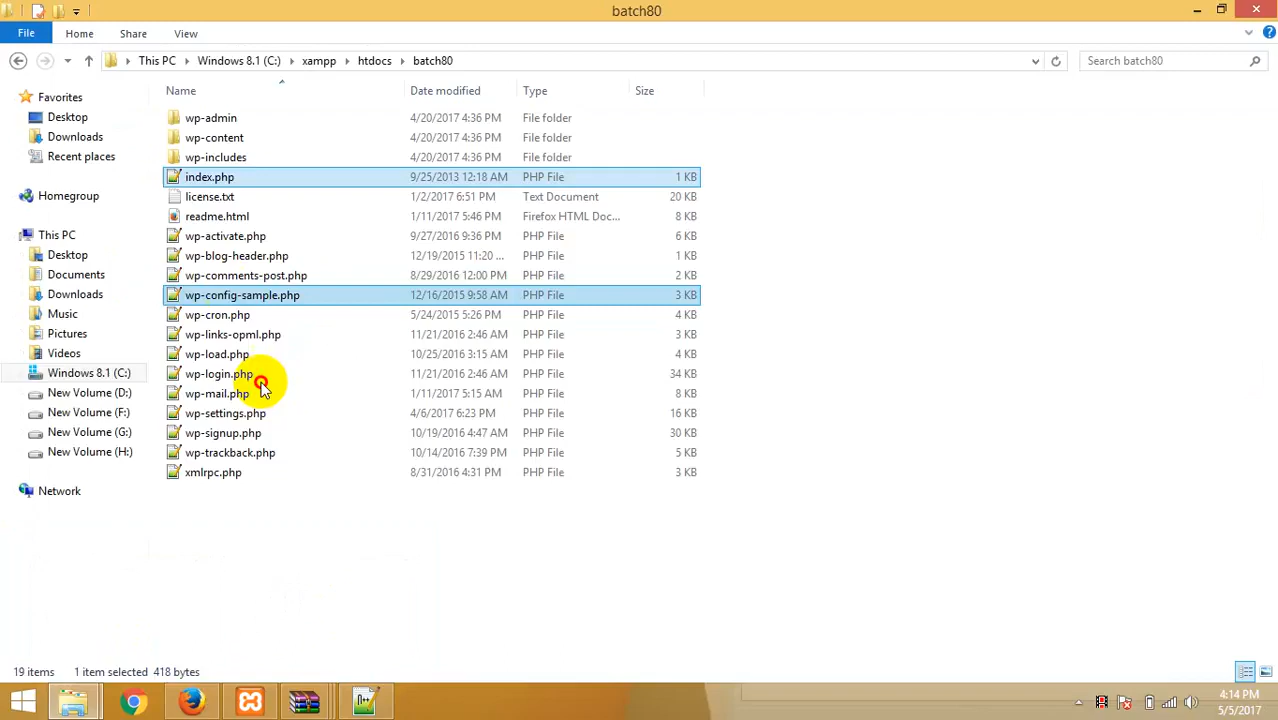 batch80
File Home Share View
This PC Windows 8.1 (C:) xampp htdocs batch80 Search batch80
Name Date modified Type Size
Favorites
Desktop
Downloads
Recent places
Homegroup
This PC
Desktop
Documents
Downloads
Music
Pictures
Videos
Windows 8.1 (C:)
New Volume (D:)
New Volume (F:)
New Volume (G:)
New Volume (H:)
Network
wp-admin 4/20/2017 4:36 PM File folder
wp-content 4/20/2017 4:36 PM File folder
wp-includes 4/20/2017 4:36 PM File folder
index.php 9/25/2013 12:18 AM PHP File 1 KB
license.txt 1/2/2017 6:51 PM Text Document 20 KB
readme.html 1/11/2017 5:46 PM Firefox HTML Doc... 8 KB
wp-activate.php 9/27/2016 9:36 PM PHP File 6 KB
wp-blog-header.php 12/19/2015 11:20 ... PHP File 1 KB
wp-comments-post.php 8/29/2016 12:00 PM PHP File 2 KB
wp-config-sample.php 12/16/2015 9:58 AM PHP File 3 KB
wp-cron.php 5/24/2015 5:26 PM PHP File 4 KB
wp-links-opml.php 11/21/2016 2:46 AM PHP File 3 KB
wp-load.php 10/25/2016 3:15 AM PHP File 4 KB
wp-login.php 11/21/2016 2:46 AM PHP File 34 KB
wp-mail.php 1/11/2017 5:15 AM PHP File 8 KB
wp-settings.php 4/6/2017 6:23 PM PHP File 16 KB
wp-signup.php 10/19/2016 4:47 AM PHP File 30 KB
wp-trackback.php 10/14/2016 7:39 PM PHP File 5 KB
xmlrpc.php 8/31/2016 4:31 PM PHP File 3 KB
19 items 1 item selected 418 bytes
4:14 PM
5/5/2017